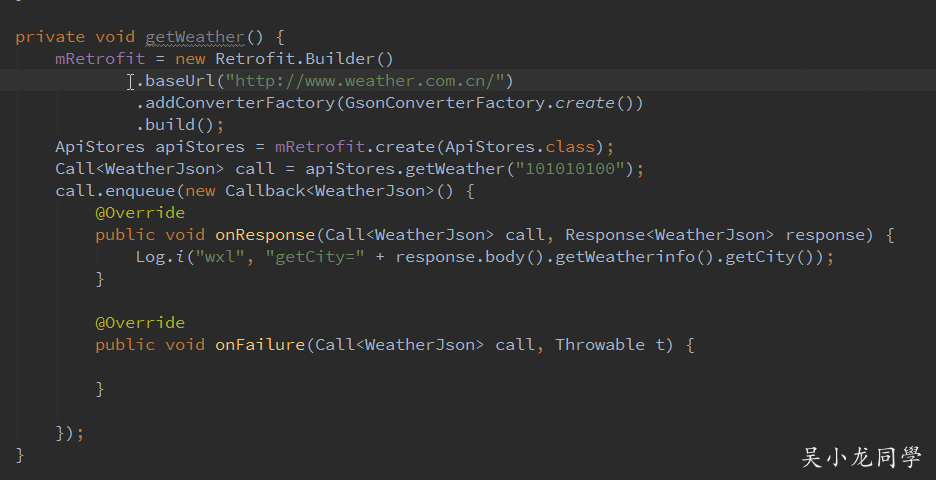 private void getWeather() {
    mRetrofit = new Retrofit.Builder()
            .baseUrl("http://www.weather.com.cn/")
            .addConverterFactory(GsonConverterFactory.create())
            .build();
    ApiStores apiStores = mRetrofit.create(ApiStores.class);
    Call<WeatherJson> call = apiStores.getWeather("101010100");
    call.enqueue(new Callback<WeatherJson>() {
        @Override
        public void onResponse(Call<WeatherJson> call, Response<WeatherJson> response) {
            Log.i("wxl", "getCity=" + response.body().getWeatherinfo().getCity());
        }
        @Override
        public void onFailure(Call<WeatherJson> call, Throwable t) {
        }
    });
}
吴小龙同學